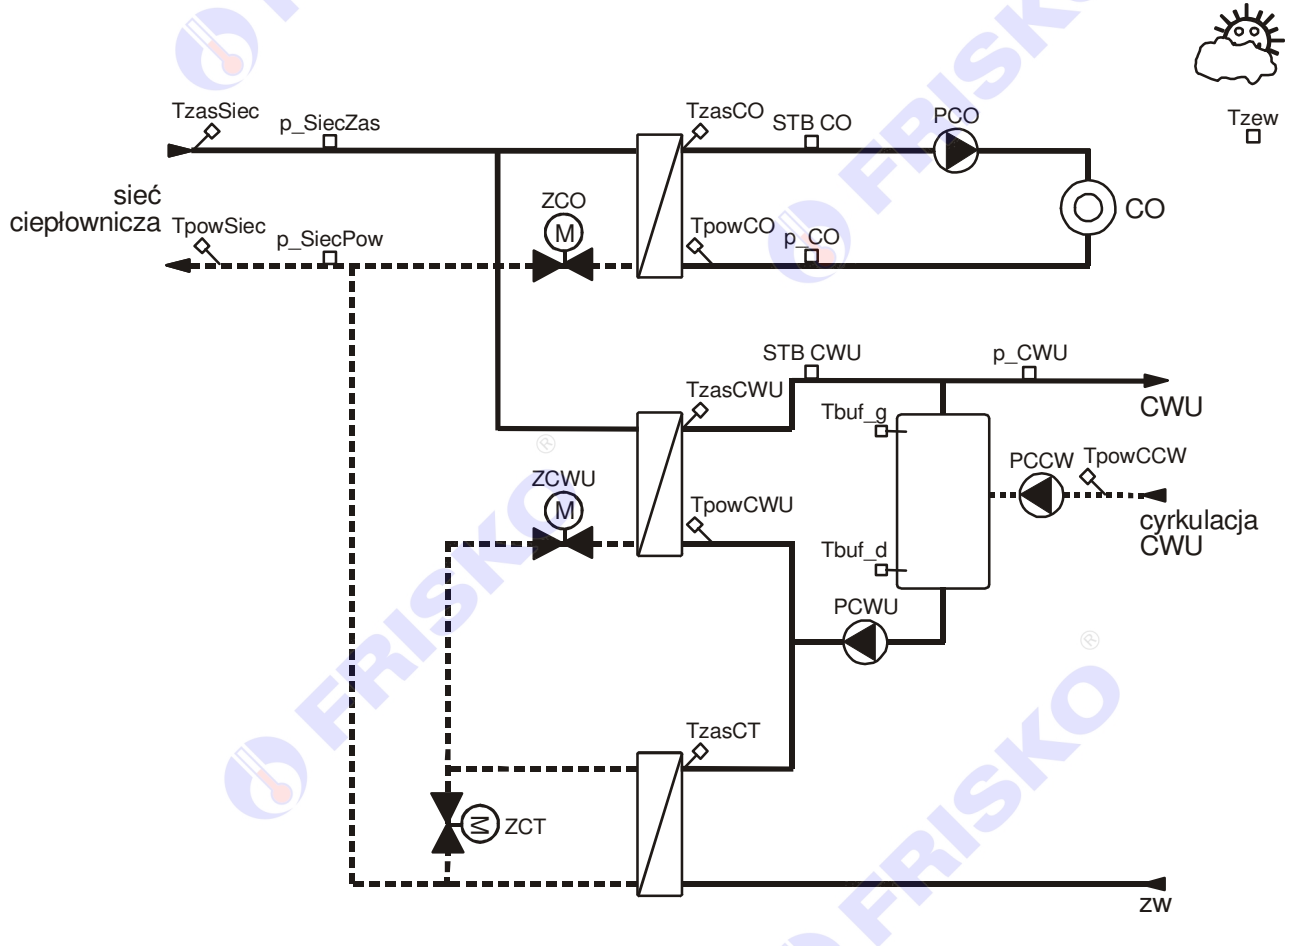 TzasSiec
p_SiecZas
TzasCO
STB CO
PCO
Tzew
sieć
ciepłownicza
TpowSiec
p_SiecPow
ZCO
M
TpowCO
p_CO
CO
STB CWU
p_CWU
TzasCWU
Tbuf_g
CWU
ZCWU
M
TpowCWU
PCCW
TpowCCW
cyrkulacja
CWU
Tbuf_d
PCWU
TzasCT
M
ZCT
zw
FRISKO
FRISKO
®
FRISKO
®
FRISKO